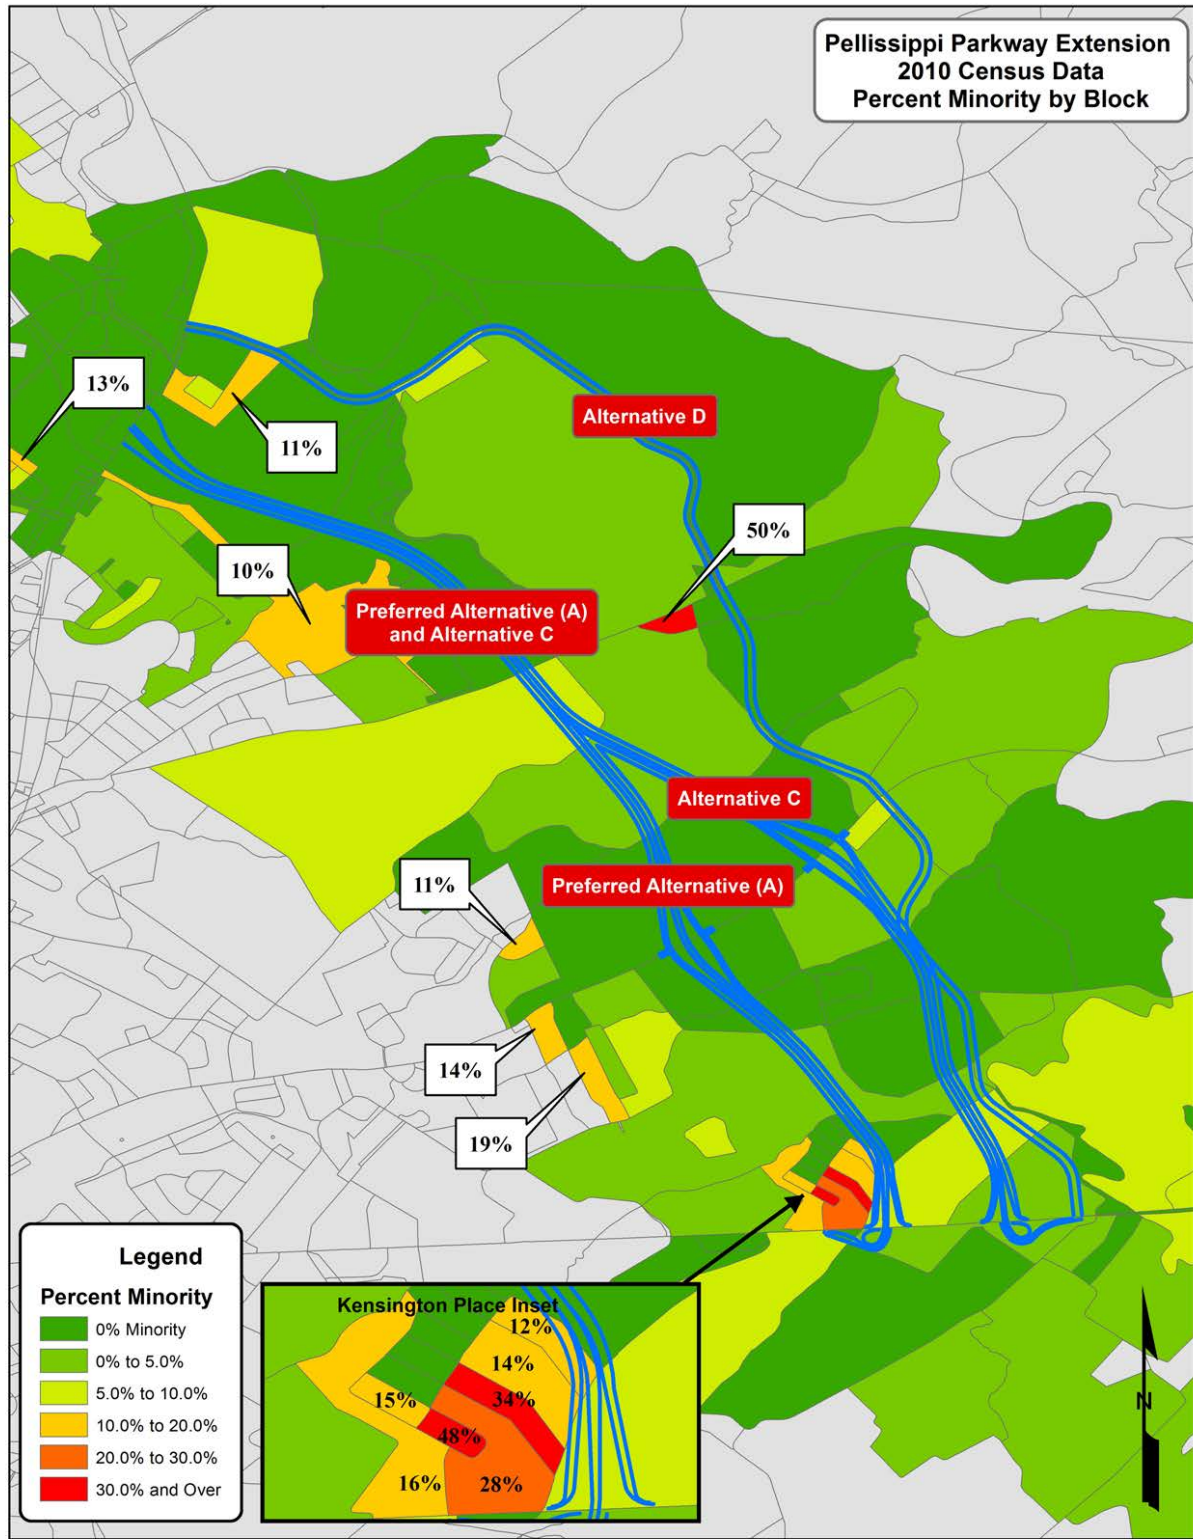 Pellissippi Parkway Extension
2010 Census Data
Percent Minority by Block
13%
11%
Alternative D
50%
10%
Preferred Alternative (A)
and Alternative C
Alternative C
Preferred Alternative (A)
11%
14%
19%
Legend
Percent Minority
0% Minority
0% to 5.0%
5.0% to 10.0%
10.0% to 20.0%
20.0% to 30.0%
30.0% and Over
Kensington Place Inset
12%
14%
15%
34%
48%
16%
28%
N